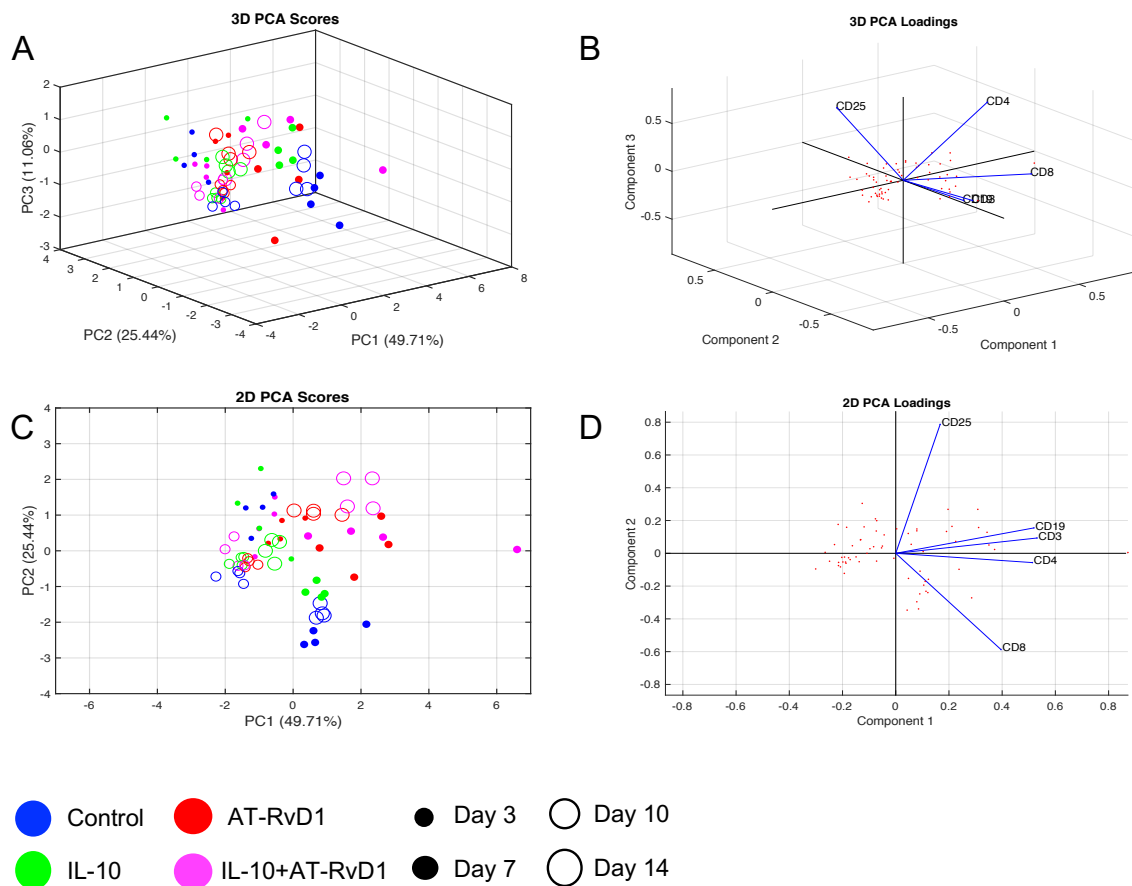 A
3D PCA Scores
PC3 (11.06%)
2
1
0
-1
-2
-3
4
3
2
1
0
-1
-2
-3
-4
-4
-2
0
2
4
6
8
PC2 (25.44%)
PC1 (49.71%)
B
3D PCA Loadings
Component 3
0.5
0
-0.5
CD25
CD4
CD8
0.5
0
-0.5
-0.5
0
0.5
Component 2
Component 1
C
2D PCA Scores
PC2 (25.44%)
4
3
2
1
0
-1
-2
-3
-4
-6
-4
-2
0
2
4
6
PC1 (49.71%)
D
2D PCA Loadings
Component 2
0.8
0.6
0.4
0.2
0
-0.2
-0.4
-0.6
-0.8
CD25
CD19
CD3
CD4
CD8
-0.8
-0.6
-0.4
-0.2
0
0.2
0.4
0.6
0.8
Component 1
Control
AT-RvD1
Day 3
Day 10
IL-10
IL-10+AT-RvD1
Day 7
Day 14